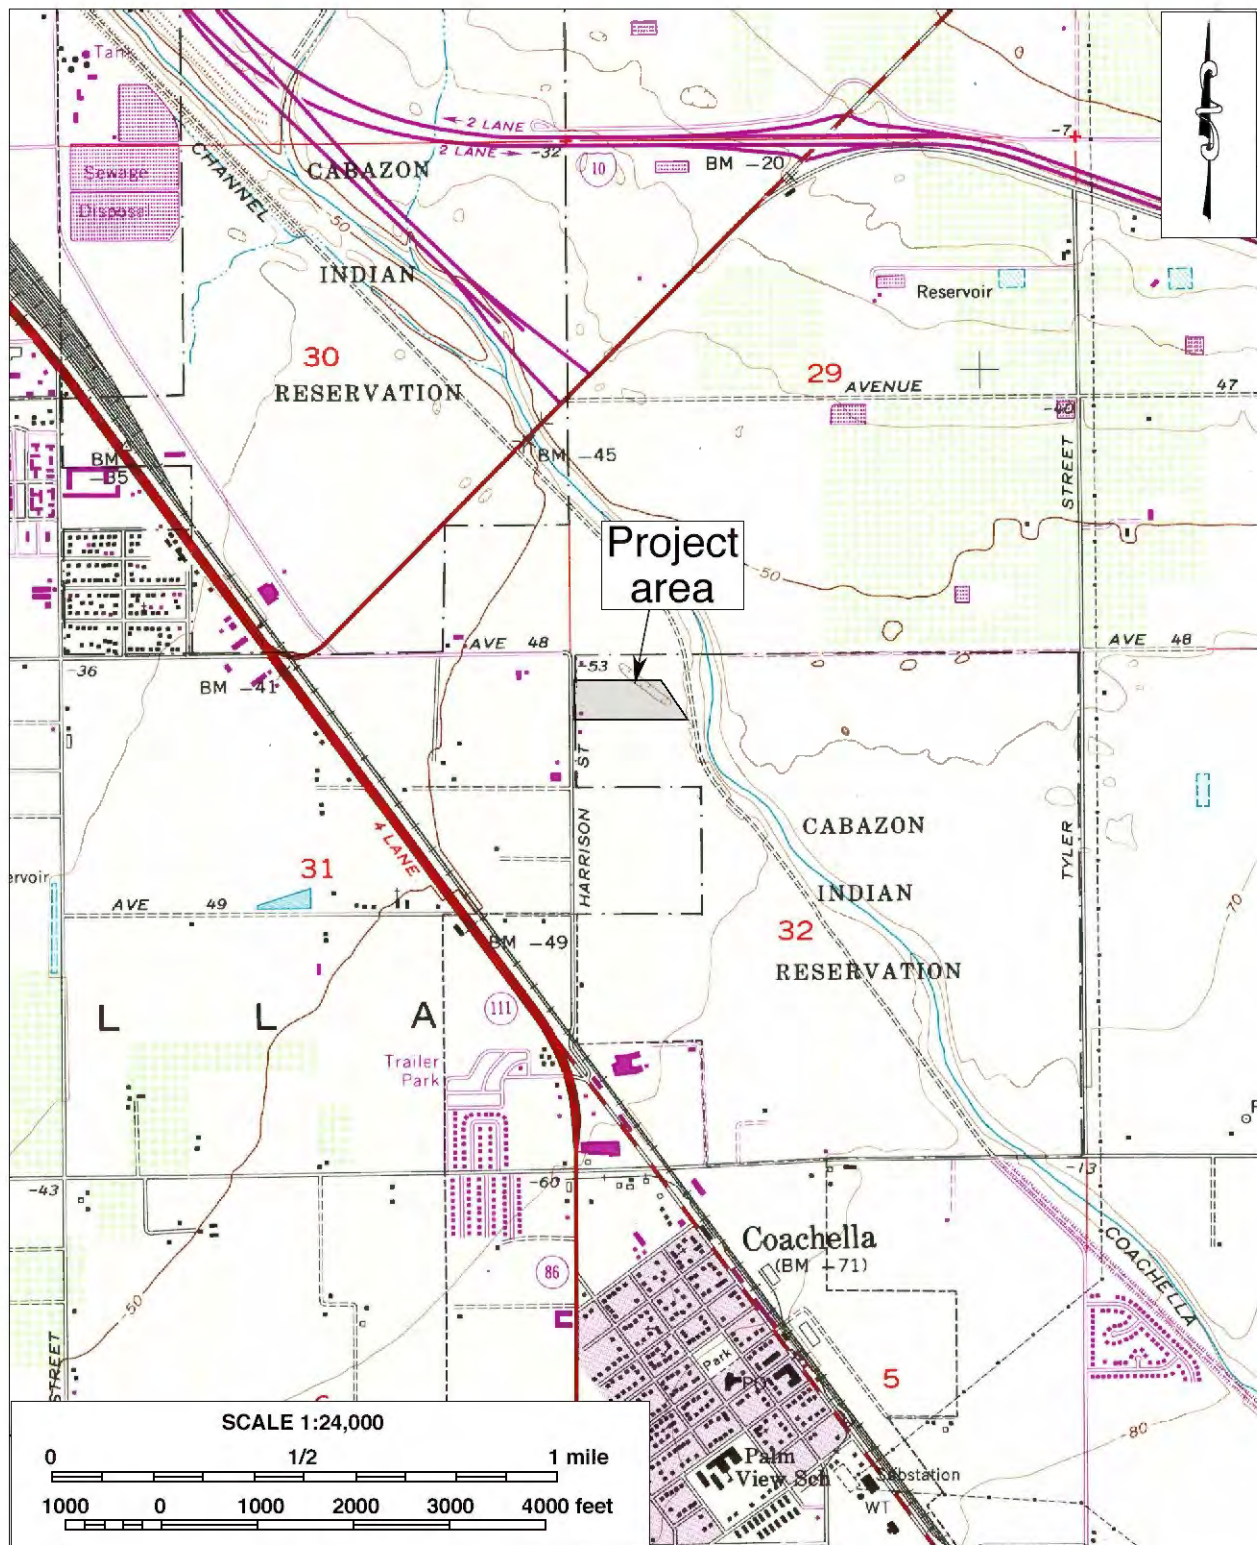 Tank
← 2 LANE
2 LANE →
-32
-7
10
BM -20
CHANNEL
CABAZON
Sewage
Disposal
-50
INDIAN
Reservoir
30
RESERVATION
29
AVENUE
47
-40
BM
-35
BM -45
STREET
Project
area
-50
AVE 48
AVE 48
-36
-53
BM -41
ST
HARRISON
4 LANE
CABAZON
TYLER
31
ervoir
INDIAN
AVE 49
-70
32
BM -49
RESERVATION
111
L L A
Trailer
Park
-43
-60
-13
Coachella
(BM -71)
COACHELLA
86
-50
STREET
Park
PO
5
6
-80
Palm
View Sch
Substation
WT
SCALE 1:24,000
0 1/2 1 mile
1000 0 1000 2000 3000 4000 feet